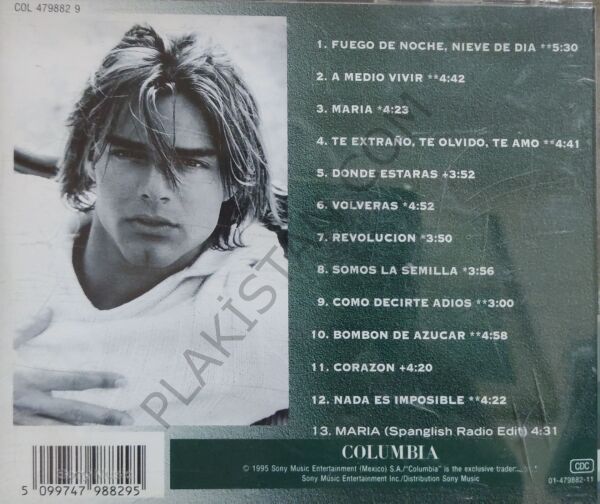 COL 479882 9
1. FUEGO DE NOCHE, NIEVE DE DIA **5:30
2. A MEDIO VIVIR **4:42
3. MARIA *4:23
4. TE EXTRAÑO, TE OLVIDO, TE AMO **4:41
5. DONDE ESTARAS +3:52
6. VOLVERAS *4:52
7. REVOLUCION *3:50
8. SOMOS LA SEMILLA *3:56
9. COMO DECIRTE ADIOS **3:00
10. BOMBON DE AZUCAR **4:58
11. CORAZON +4:20
12. NADA ES IMPOSIBLE **4:22
13. MARIA (Spanglish Radio Edit) 4:31
COLUMBIA
℗ 1995 Sony Music Entertainment (Mexico) S.A./"Columbia" is the exclusive trademark
Sony Music Entertainment Inc./Distribution Sony Music
CDC
01-479882-11
5 099747 988295
PLAKİSTAN.COM